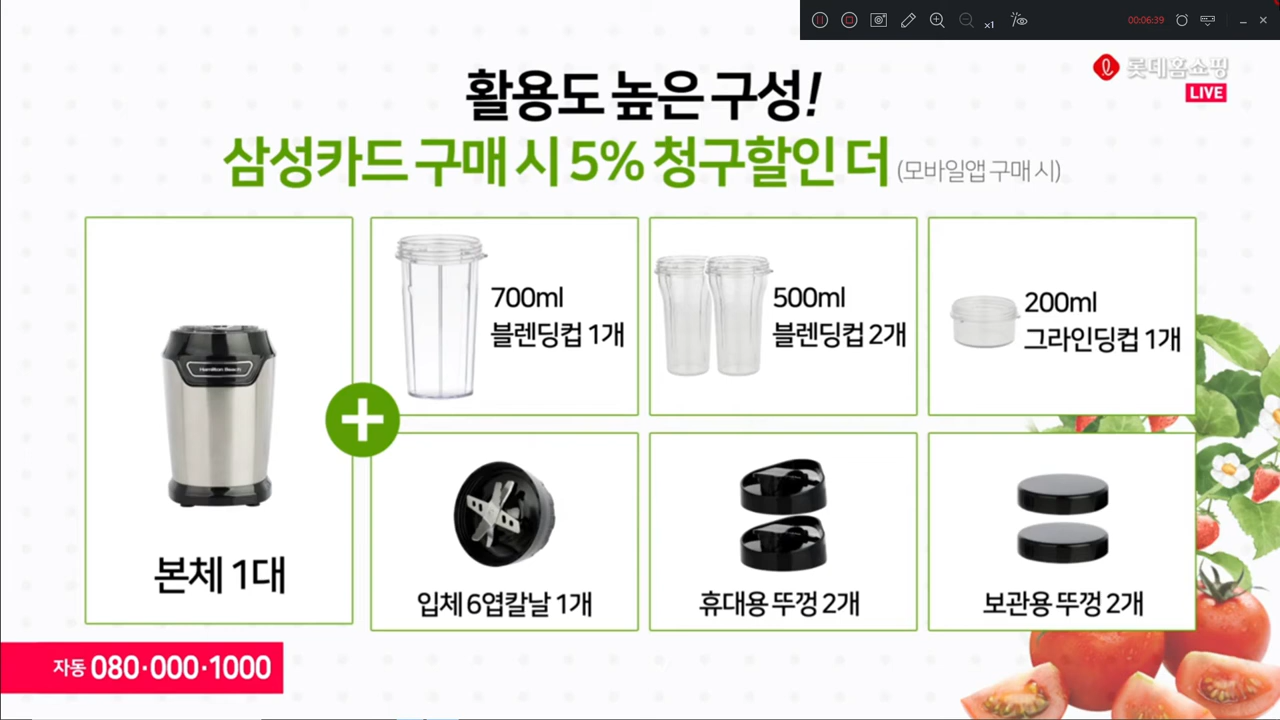 x1
00:06:39
롯데홈쇼핑
LIVE
활용도 높은 구성!
삼성카드 구매 시 5% 청구할인 더 (모바일앱 구매 시)
700ml
블렌딩컵 1개
500ml
블렌딩컵 2개
200ml
그라인딩컵 1개
Hamilton Beach
본체 1대
입체 6엽칼날 1개
휴대용 뚜껑 2개
보관용 뚜껑 2개
자동 080·000·1000